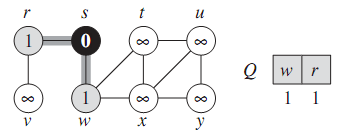 r s t u
1 0 ∞ ∞
Q w r
∞ 1 ∞ ∞ 1 1
v w x y